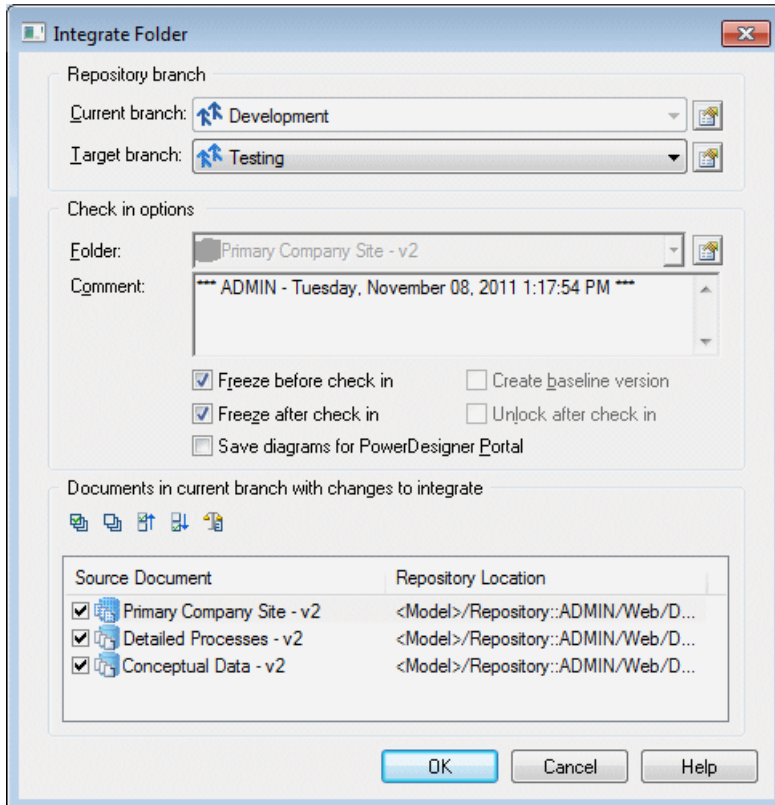 Integrate Folder
Repository branch
Current branch: Development
Target branch: Testing
Check in options
Folder: Primary Company Site - v2
Comment: *** ADMIN - Tuesday, November 08, 2011 1:17:54 PM ***
Freeze before check in Create baseline version
Freeze after check in Unlock after check in
Save diagrams for PowerDesigner Portal
Documents in current branch with changes to integrate
Source Document Repository Location
Primary Company Site - v2 <Model>/Repository::ADMIN/Web/D...
Detailed Processes - v2 <Model>/Repository::ADMIN/Web/D...
Conceptual Data - v2 <Model>/Repository::ADMIN/Web/D...
OK Cancel Help